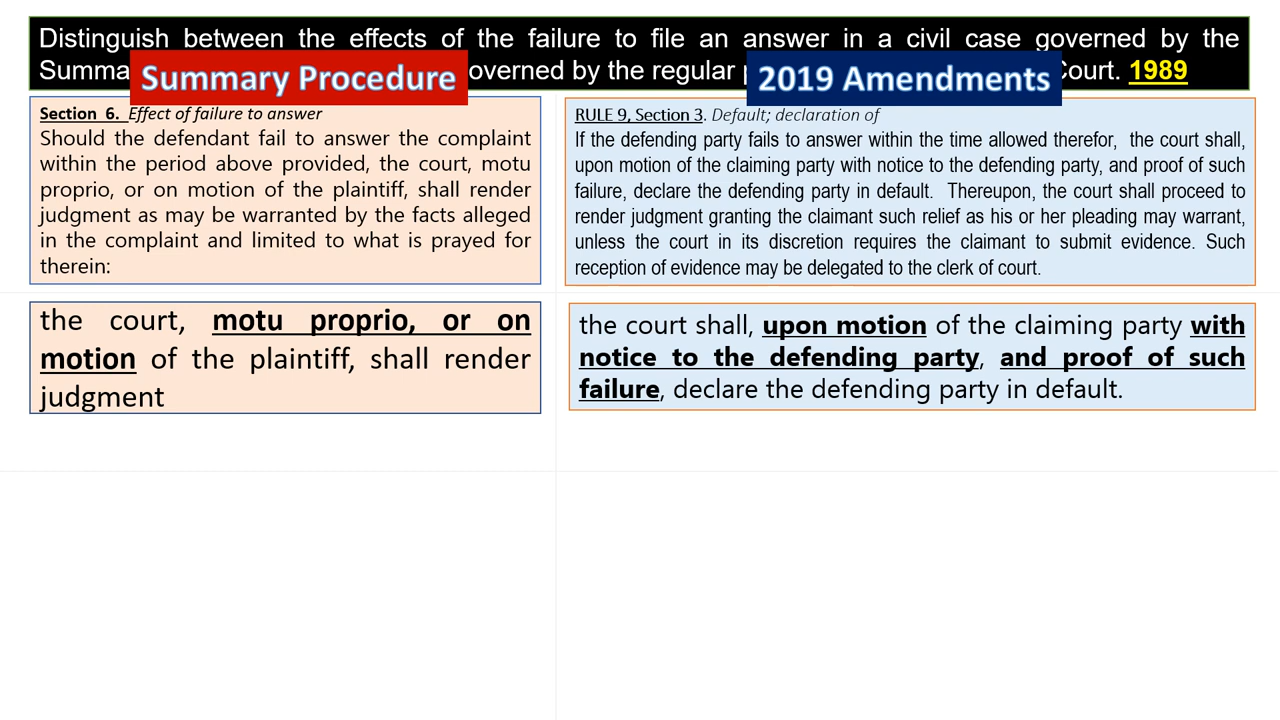 Distinguish between the effects of the failure to file an answer in a civil case governed by the
Summa
Summary Procedure
overned by the regular
2019 Amendments
Court. 1989
Section 6. Effect of failure to answer
Should the defendant fail to answer the complaint
within the period above provided, the court, motu
proprio, or on motion of the plaintiff, shall render
judgment as may be warranted by the facts alleged
in the complaint and limited to what is prayed for
therein:
RULE 9, Section 3. Default; declaration of
If the defending party fails to answer within the time allowed therefor, the court shall,
upon motion of the claiming party with notice to the defending party, and proof of such
failure, declare the defending party in default. Thereupon, the court shall proceed to
render judgment granting the claimant such relief as his or her pleading may warrant,
unless the court in its discretion requires the claimant to submit evidence. Such
reception of evidence may be delegated to the clerk of court.
the court, motu proprio, or on
motion of the plaintiff, shall render
judgment
the court shall, upon motion of the claiming party with
notice to the defending party, and proof of such
failure, declare the defending party in default.